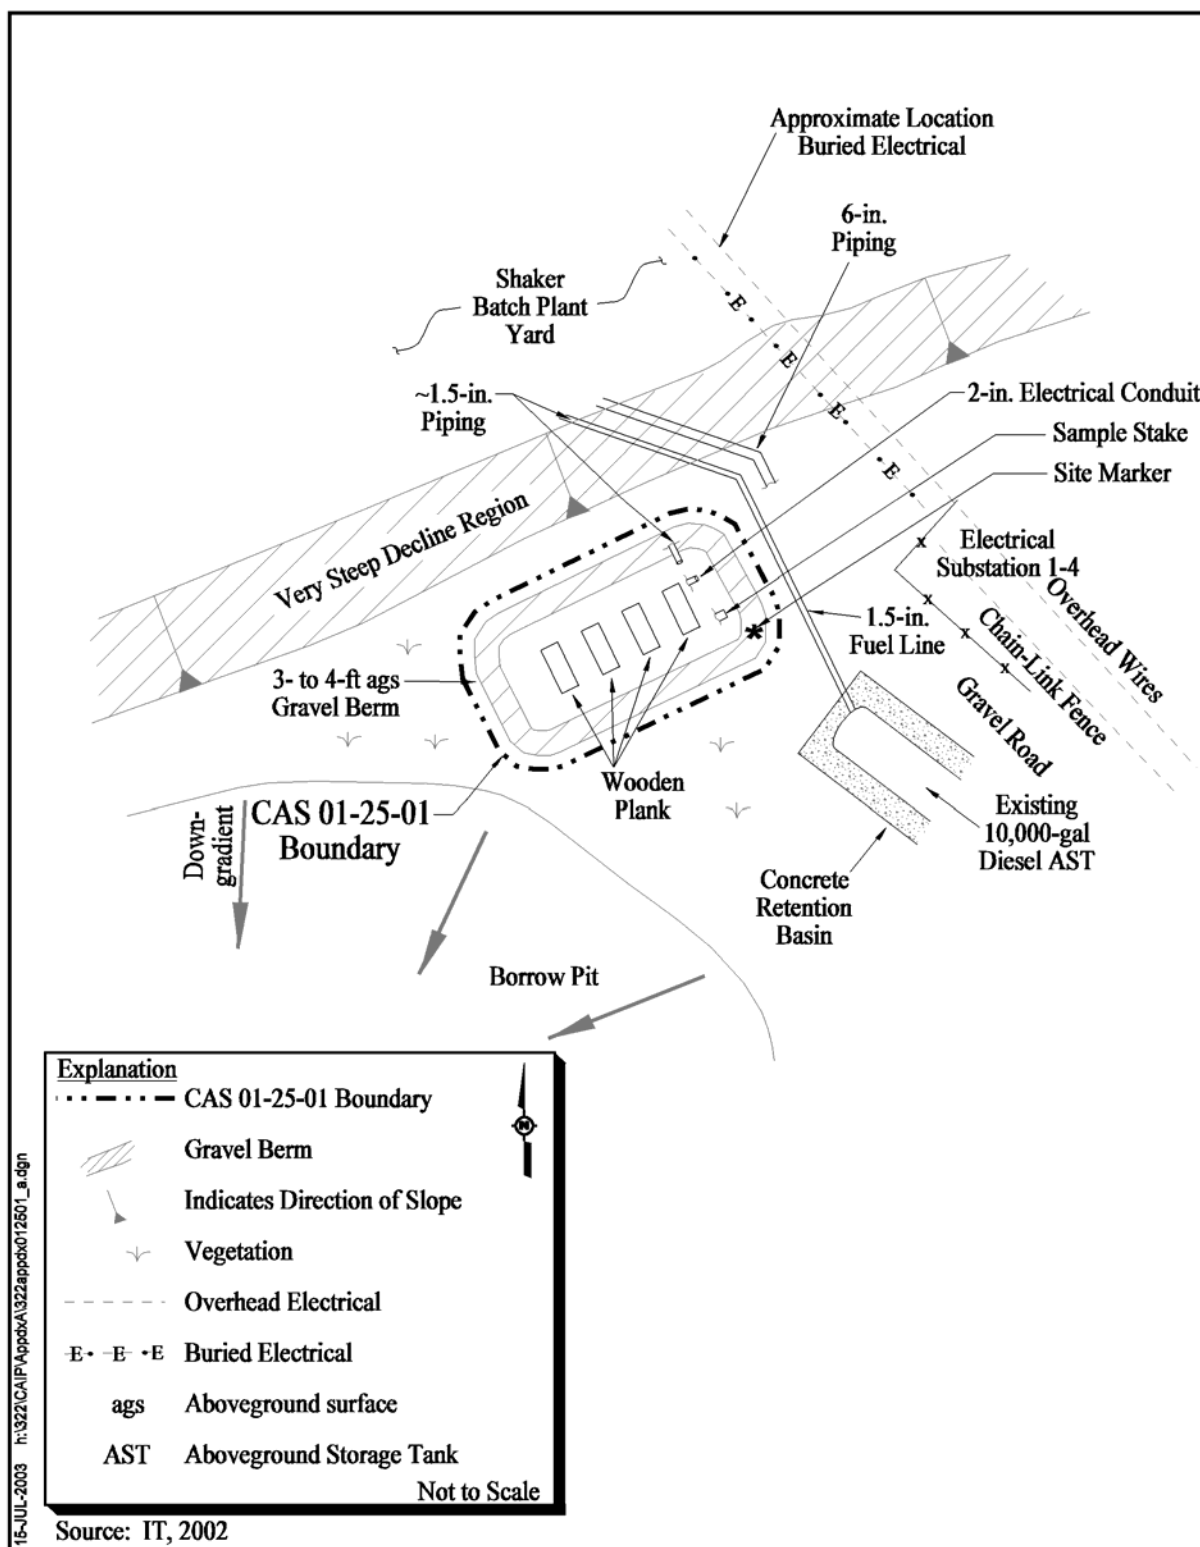 Approximate Location
Buried Electrical
6-in.
Piping
Shaker
Batch Plant
Yard
E
E
E
E
~1.5-in.
Piping
2-in. Electrical Conduit
Sample Stake
Site Marker
Very Steep Decline Region
Electrical
Substation 1-4
x
x
x
x
Overhead Wires
Chain-Link Fence
Gravel Road
1.5-in.
Fuel Line
*
3- to 4-ft ags
Gravel Berm
Wooden
Plank
CAS 01-25-01
Boundary
Down-
gradient
Existing
10,000-gal
Diesel AST
Concrete
Retention
Basin
Borrow Pit
Explanation
CAS 01-25-01 Boundary
N
Gravel Berm
Indicates Direction of Slope
Vegetation
Overhead Electrical
E E E Buried Electrical
ags Aboveground surface
AST Aboveground Storage Tank
Not to Scale
Source: IT, 2002
15-JUL-2003 h:\322\CAIP\AppdxA\322appdx012501_a.dgn